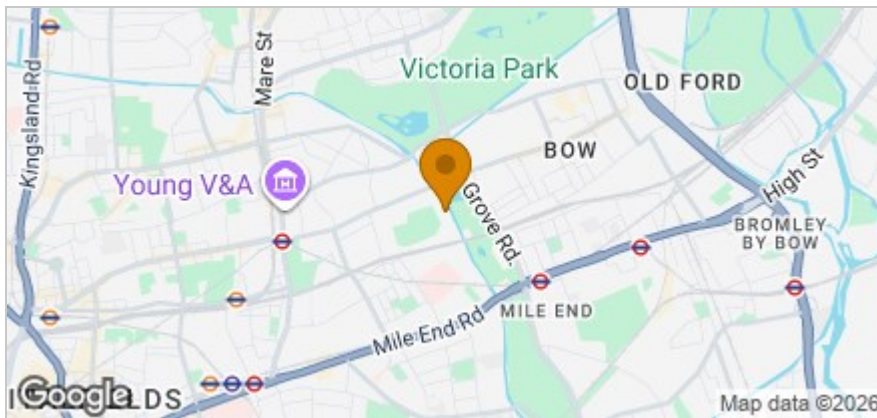 Victoria Park
Mare St
Kingsland Rd
OLD FORD
BOW
Young V&A
Grove Rd.
High St
BROMLEY
BY BOW
MILE END
Mile End Rd
Google
Map data ©2026